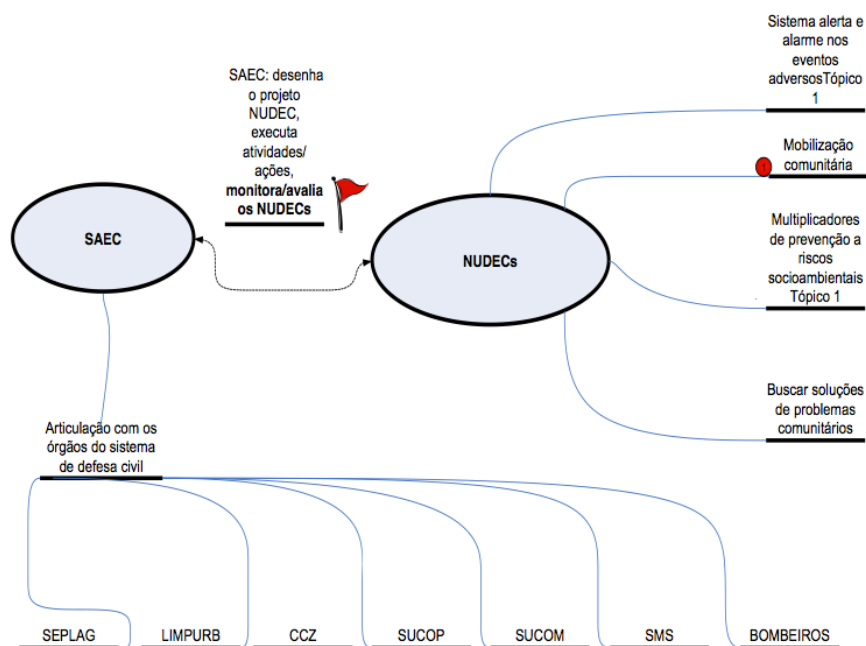 Sistema alerta e
alarme nos
eventos
adversosTópico
1
SAEC: desenha
o projeto
NUDEC,
executa
atividades/
ações,
monitora/avalia
os NUDECs
1
Mobilização
comunitária
SAEC
NUDECs
Multiplicadores
de prevenção a
riscos
socioambientais
Tópico 1
Buscar soluções
de problemas
comunitários
Articulação com os
órgãos do sistema
de defesa civil
SEPLAG
LIMPURB
CCZ
SUCOP
SUCOM
SMS
BOMBEIROS